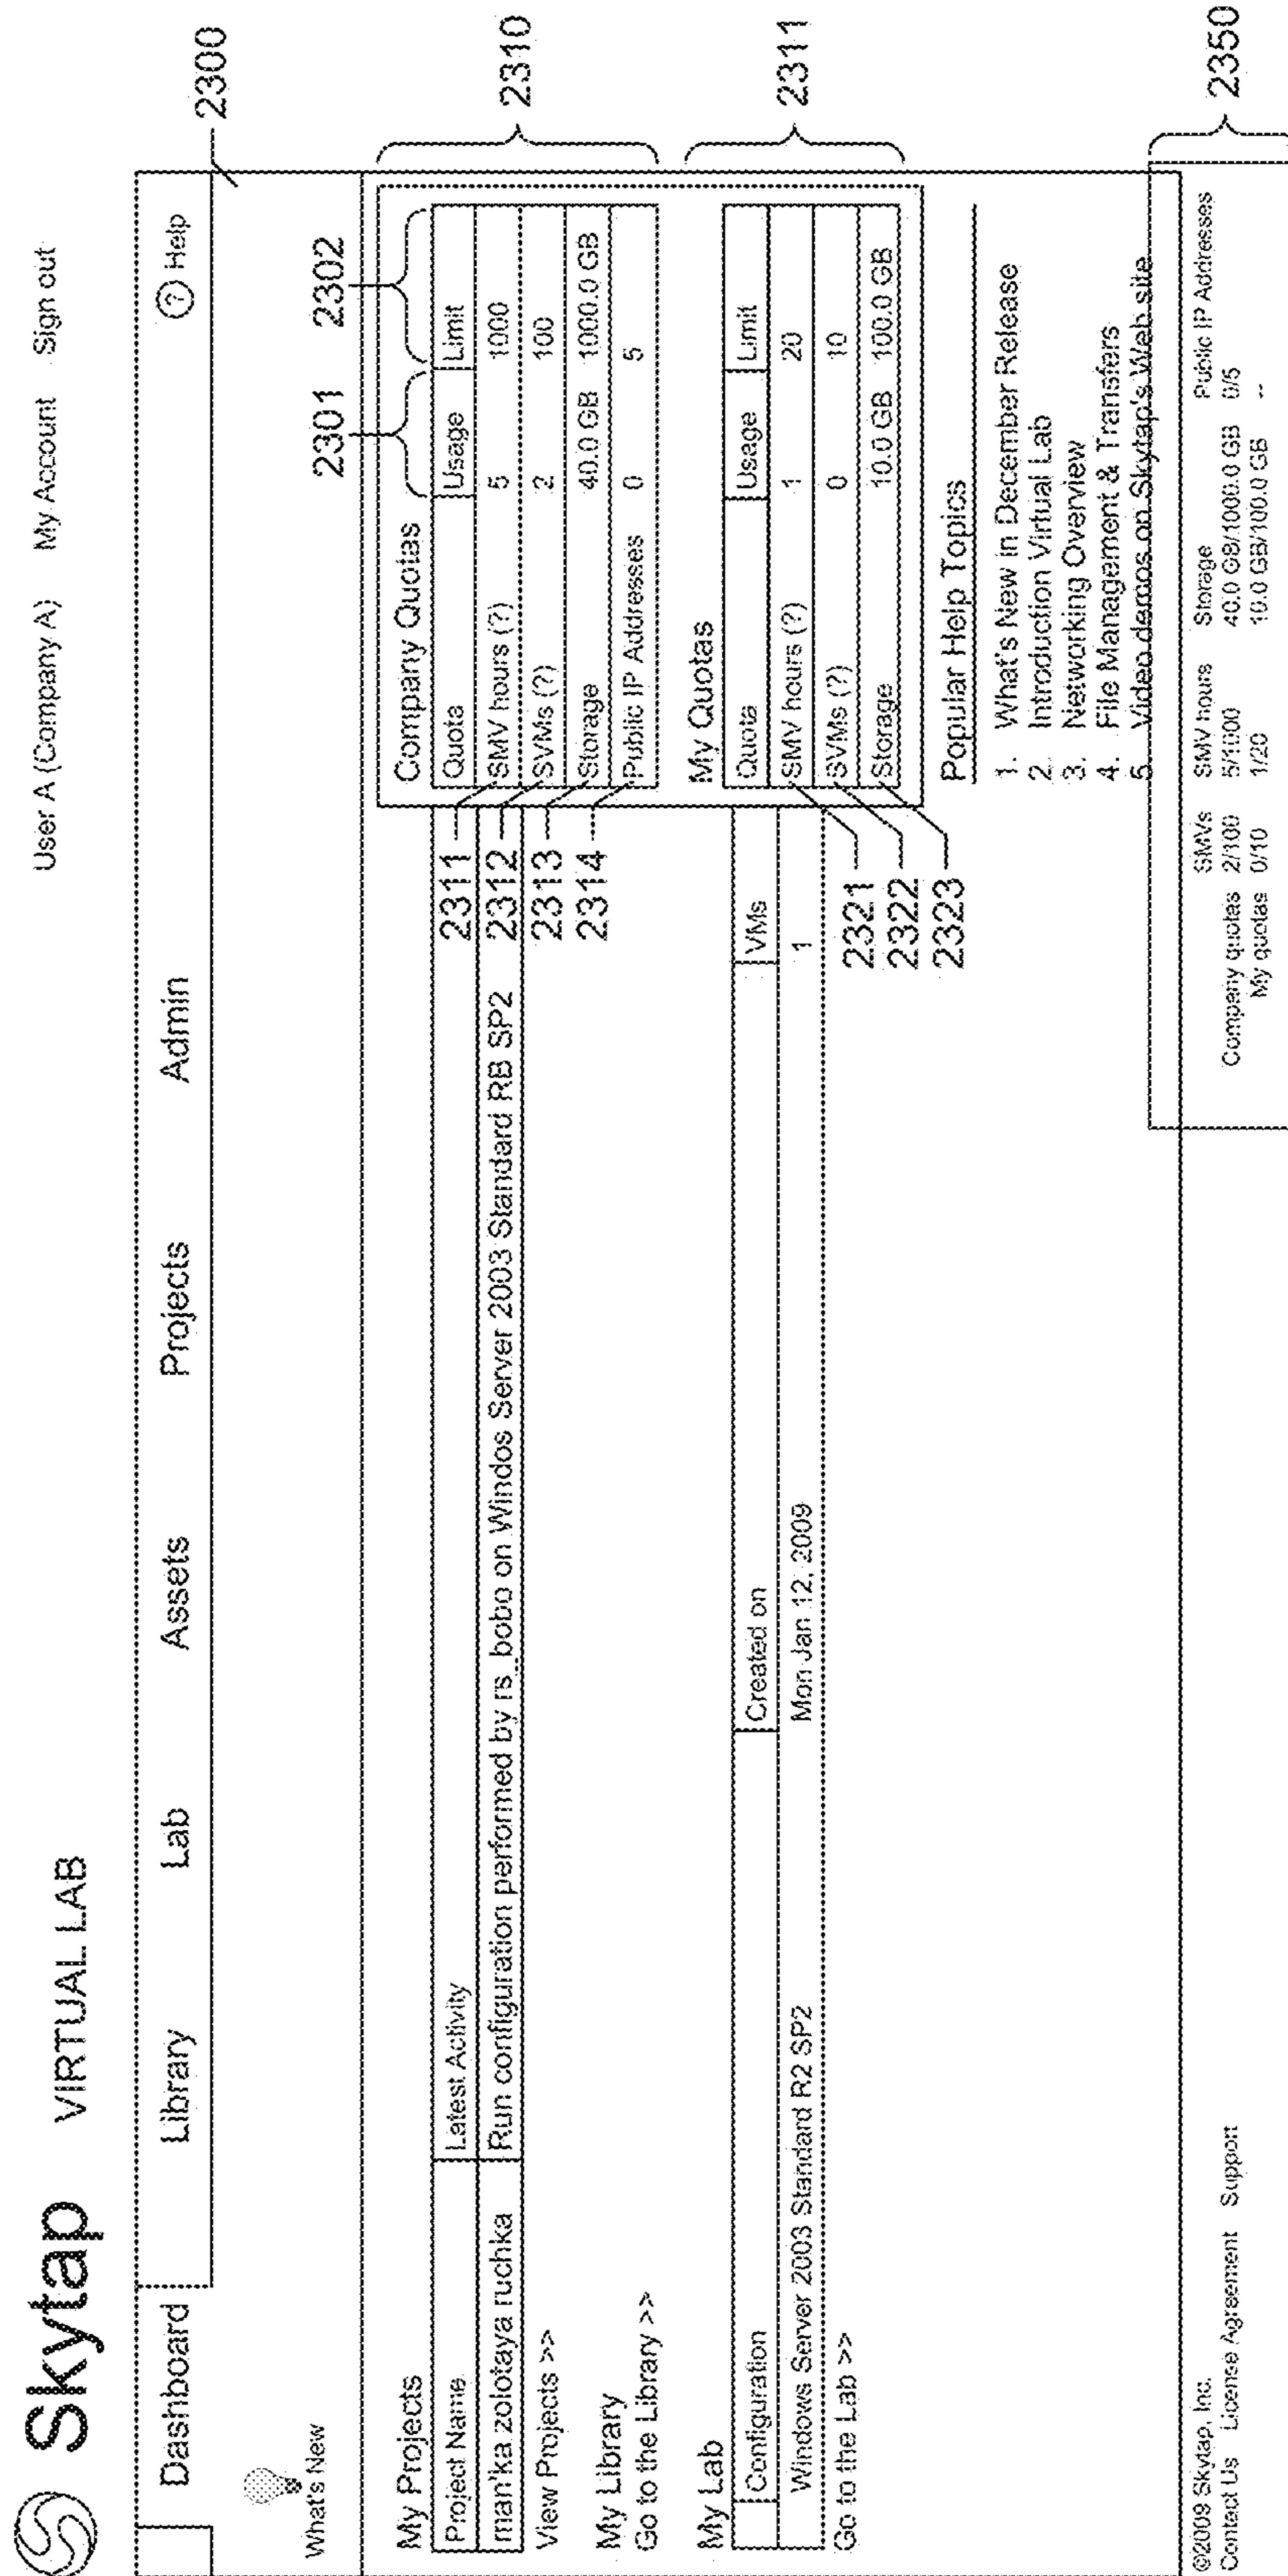 Skytap VIRTUAL LAB
User A (Company A) My Account Sign out
Dashboard Library Lab Assets Projects Admin ? Help
2300
What's New
2301 2302
My Projects
Project Name Latest Activity
man'ka zolotaya ruchka Run configuration performed by rs_bobo on Windos Server 2003 Standard RB SP2
View Projects >>
My Library
Go to the Library >>
My Lab
Configuration Created on VMs
Windows Server 2003 Standard R2 SP2 Mon Jan 12, 2009 1
Go to the Lab >>
Company Quotas
Quota Usage Limit
2311 SMV hours (?) 5 1000
2312 SVMs (?) 2 100
2313 Storage 40.0 GB 1000.0 GB
2314 Public IP Addresses 0 5
2310
My Quotas
Quota Usage Limit
2321 SMV hours (?) 1 20
2322 SVMs (?) 0 10
2323 Storage 10.0 GB 100.0 GB
2311
Popular Help Topics
1. What's New in December Release
2. Introduction Virtual Lab
3. Networking Overview
4. File Management & Transfers
5. Video demos on Skytap's Web site
©2009 Skytap, Inc.
Contact Us License Agreement Support
SMVs SMV hours Storage Public IP Addresses
Company quotas 2/100 5/1000 40.0 GB/1000.0 GB 0/5
My quotas 0/10 1/20 10.0 GB/100.0 GB --
2350